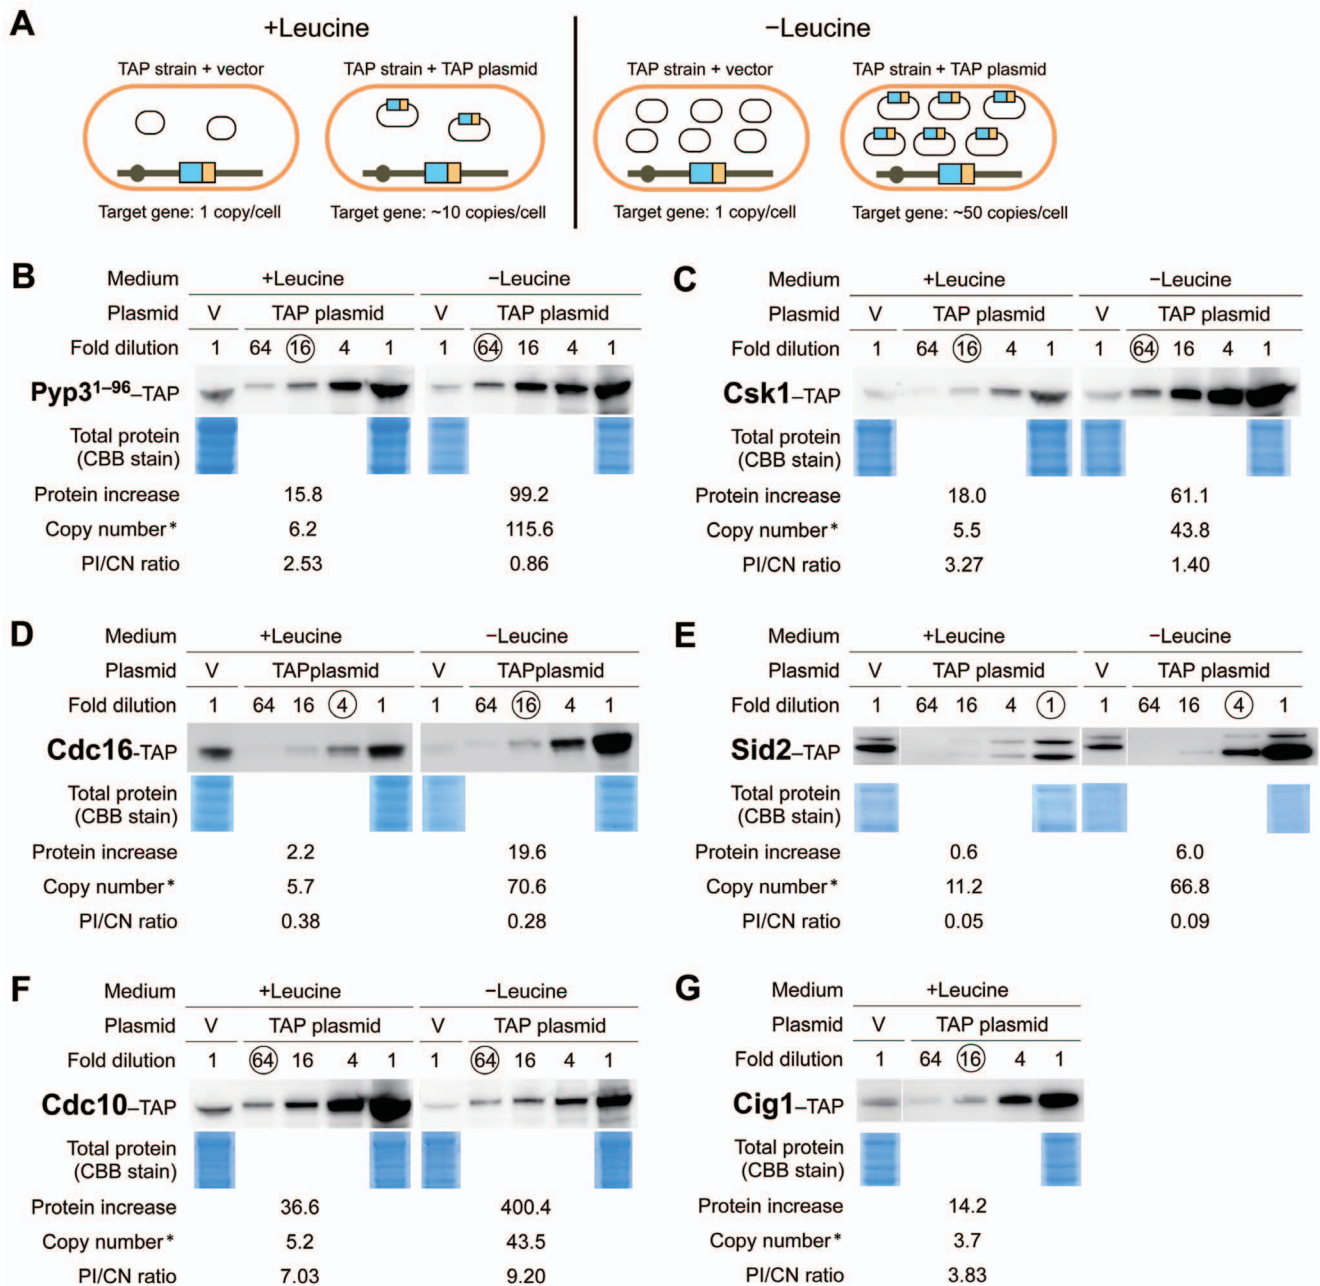 A
+Leucine
−Leucine
TAP strain + vector
TAP strain + TAP plasmid
TAP strain + vector
TAP strain + TAP plasmid
Target gene: 1 copy/cell
Target gene: ~10 copies/cell
Target gene: 1 copy/cell
Target gene: ~50 copies/cell
B
Medium +Leucine −Leucine
Plasmid V TAP plasmid V TAP plasmid
Fold dilution 1 64 16 4 1 1 64 16 4 1
Pyp3¹⁻⁹⁶–TAP
Total protein
(CBB stain)
Protein increase 15.8 99.2
Copy number* 6.2 115.6
PI/CN ratio 2.53 0.86
C
Medium +Leucine −Leucine
Plasmid V TAP plasmid V TAP plasmid
Fold dilution 1 64 16 4 1 1 64 16 4 1
Csk1–TAP
Total protein
(CBB stain)
Protein increase 18.0 61.1
Copy number* 5.5 43.8
PI/CN ratio 3.27 1.40
D
Medium +Leucine −Leucine
Plasmid V TAPplasmid V TAPplasmid
Fold dilution 1 64 16 4 1 1 64 16 4 1
Cdc16-TAP
Total protein
(CBB stain)
Protein increase 2.2 19.6
Copy number* 5.7 70.6
PI/CN ratio 0.38 0.28
E
Medium +Leucine −Leucine
Plasmid V TAP plasmid V TAP plasmid
Fold dilution 1 64 16 4 1 1 64 16 4 1
Sid2–TAP
Total protein
(CBB stain)
Protein increase 0.6 6.0
Copy number* 11.2 66.8
PI/CN ratio 0.05 0.09
F
Medium +Leucine −Leucine
Plasmid V TAP plasmid V TAP plasmid
Fold dilution 1 64 16 4 1 1 64 16 4 1
Cdc10–TAP
Total protein
(CBB stain)
Protein increase 36.6 400.4
Copy number* 5.2 43.5
PI/CN ratio 7.03 9.20
G
Medium +Leucine
Plasmid V TAP plasmid
Fold dilution 1 64 16 4 1
Cig1–TAP
Total protein
(CBB stain)
Protein increase 14.2
Copy number* 3.7
PI/CN ratio 3.83